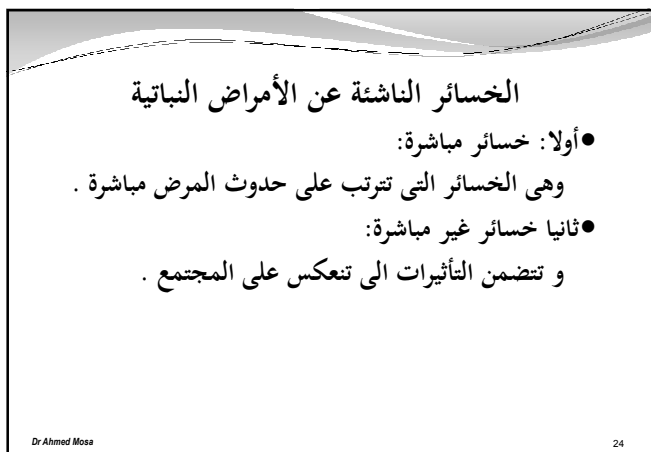 الخسائر الناشئة عن الأمراض النباتية
●أولا: خسائر مباشرة:
وهى الخسائر التى تترتب على حدوث المرض مباشرة .
●ثانيا خسائر غير مباشرة:
و تتضمن التأثيرات الى تنعكس على المجتمع .
Dr Ahmed Mosa
24